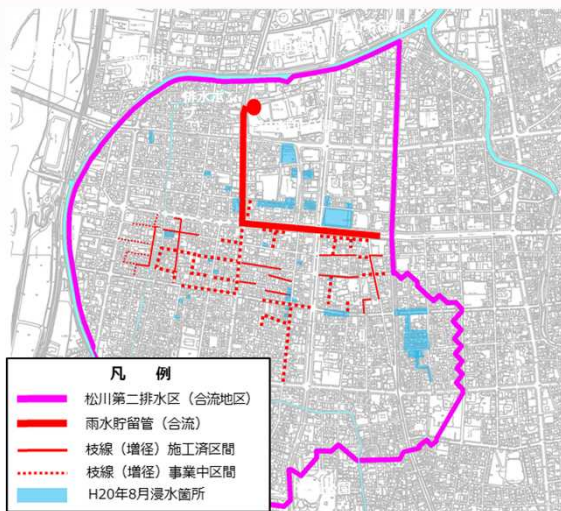 凡 例
松川第二排水区（合流地区）
雨水貯留管（合流）
枝線（増径）施工済区間
枝線（増径）事業中区間
H20年8月浸水箇所